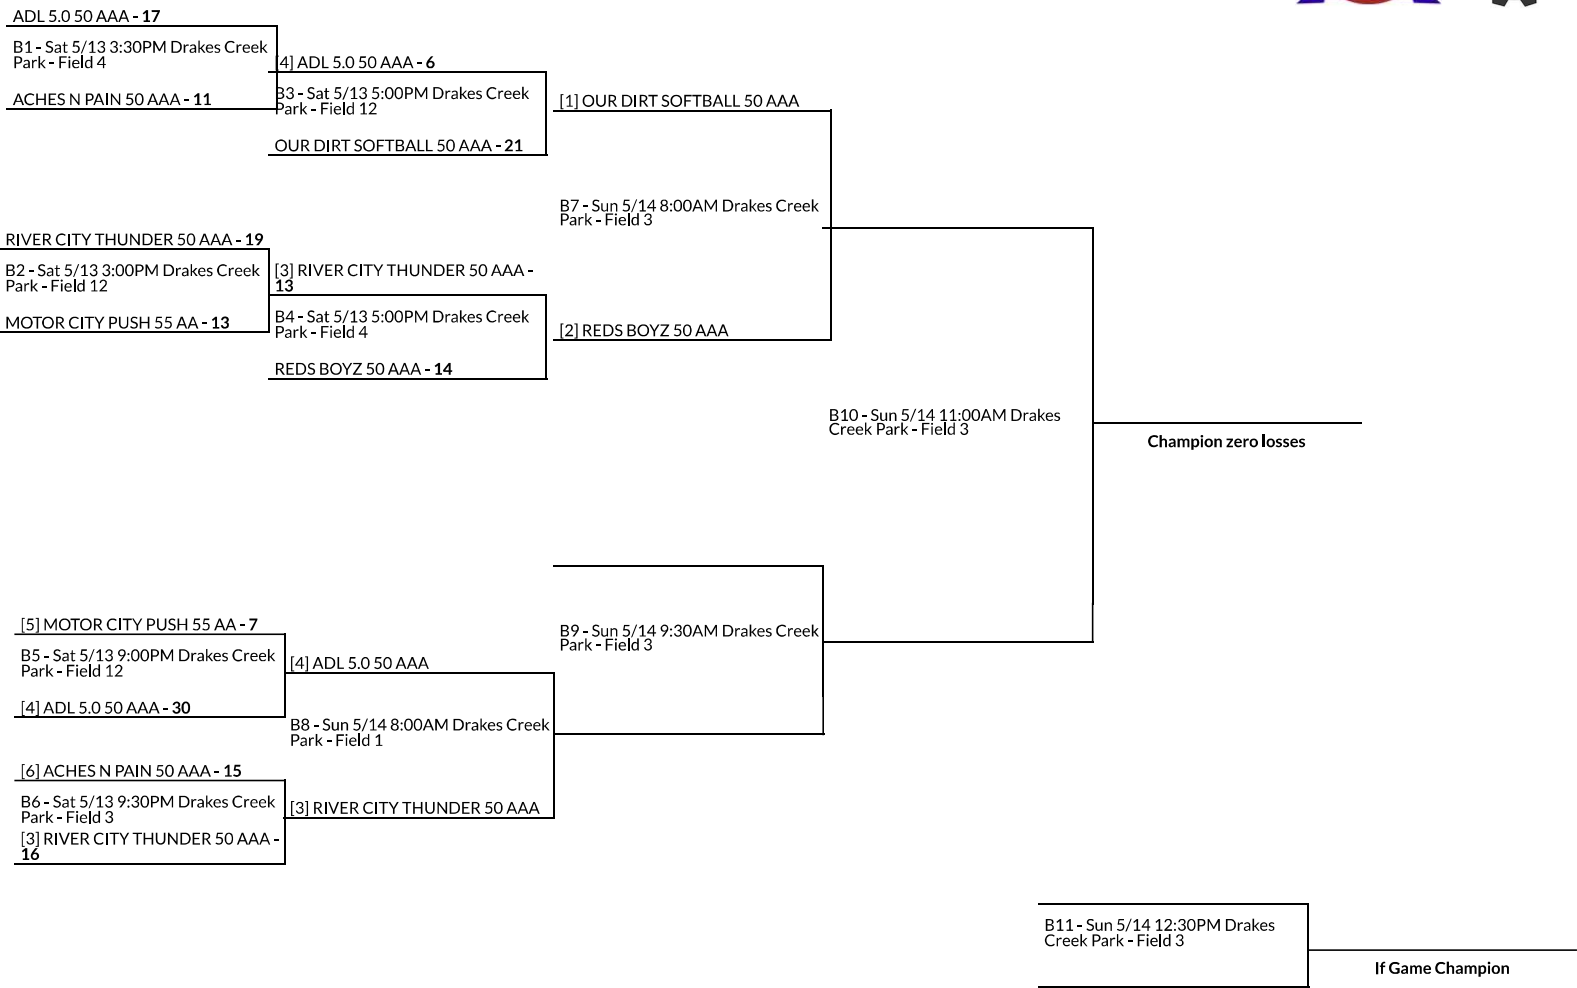 ADL 5.0 50 AAA - 17
B1 - Sat 5/13 3:30PM Drakes Creek
Park - Field 4
ACHES N PAIN 50 AAA - 11
[4] ADL 5.0 50 AAA - 6
B3 - Sat 5/13 5:00PM Drakes Creek
Park - Field 12
OUR DIRT SOFTBALL 50 AAA - 21
[1] OUR DIRT SOFTBALL 50 AAA
B7 - Sun 5/14 8:00AM Drakes Creek
Park - Field 3
RIVER CITY THUNDER 50 AAA - 19
B2 - Sat 5/13 3:00PM Drakes Creek
Park - Field 12
MOTOR CITY PUSH 55 AA - 13
[3] RIVER CITY THUNDER 50 AAA -
13
B4 - Sat 5/13 5:00PM Drakes Creek
Park - Field 4
REDS BOYZ 50 AAA - 14
[2] REDS BOYZ 50 AAA
B10 - Sun 5/14 11:00AM Drakes
Creek Park - Field 3
Champion zero losses
[5] MOTOR CITY PUSH 55 AA - 7
B5 - Sat 5/13 9:00PM Drakes Creek
Park - Field 12
[4] ADL 5.0 50 AAA - 30
[4] ADL 5.0 50 AAA
B8 - Sun 5/14 8:00AM Drakes Creek
Park - Field 1
B9 - Sun 5/14 9:30AM Drakes Creek
Park - Field 3
[6] ACHES N PAIN 50 AAA - 15
B6 - Sat 5/13 9:30PM Drakes Creek
Park - Field 3
[3] RIVER CITY THUNDER 50 AAA -
16
[3] RIVER CITY THUNDER 50 AAA
B11 - Sun 5/14 12:30PM Drakes
Creek Park - Field 3
If Game Champion